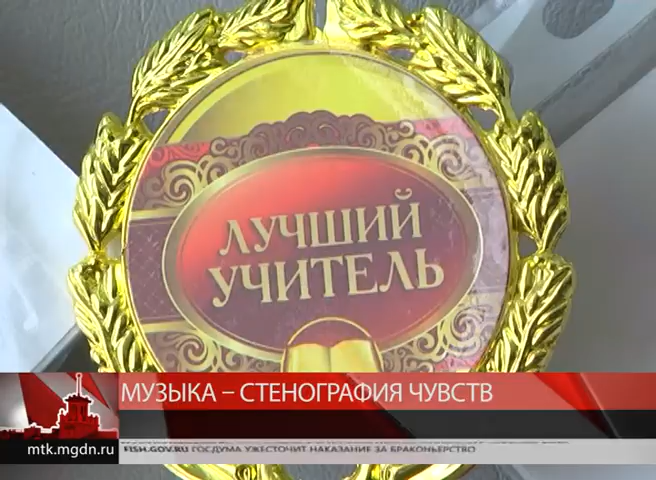 ЛУЧШИЙ
УЧИТЕЛЬ
МУЗЫКА – СТЕНОГРАФИЯ ЧУВСТВ
mtk.mgdn.ru
FISH.GOV.RU ГОСДУМА УЖЕСТОЧИТ НАКАЗАНИЕ ЗА БРАКОНЬЕРСТВО